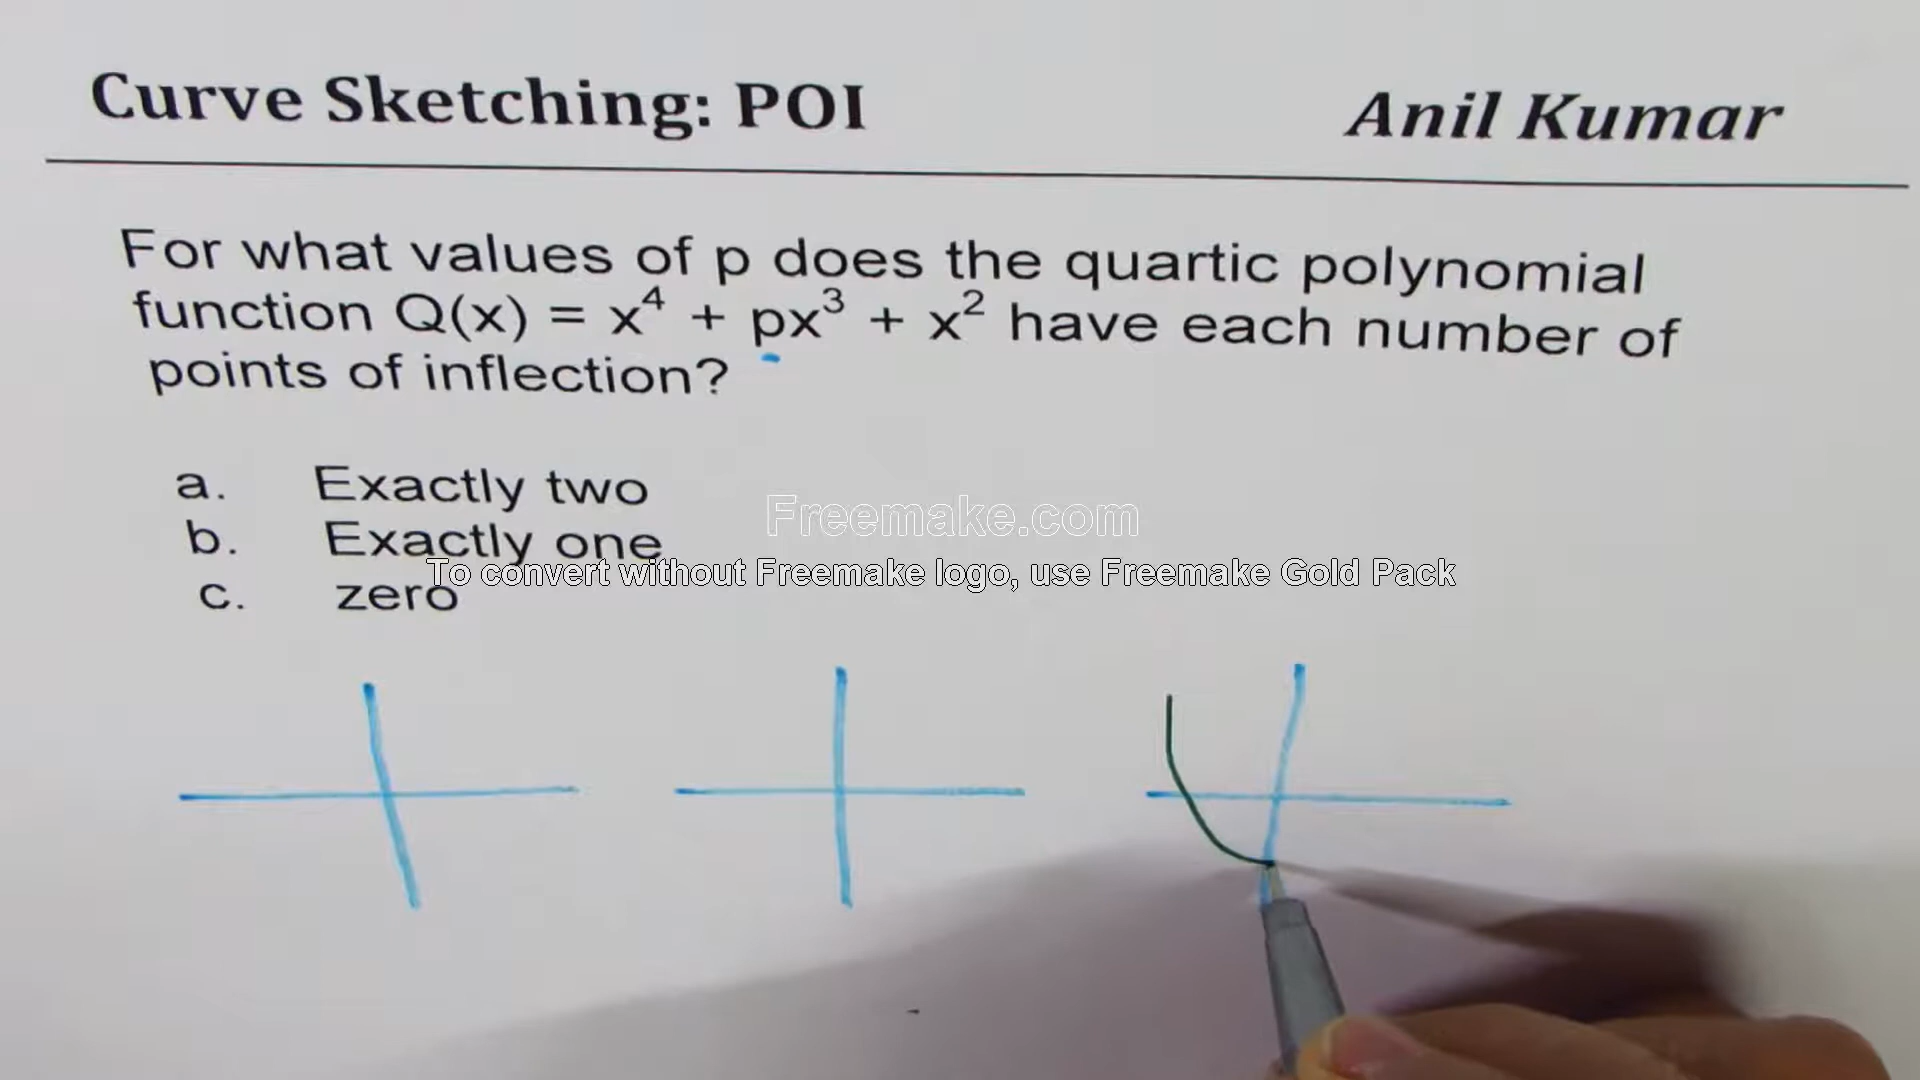 Curve Sketching: POI
Anil Kumar
For what values of p does the quartic polynomial
function Q(x) = x⁴ + px³ + x² have each number of
points of inflection?
a. Exactly two
b. Exactly one
c. zero
Freemake.com
To convert without Freemake logo, use Freemake Gold Pack